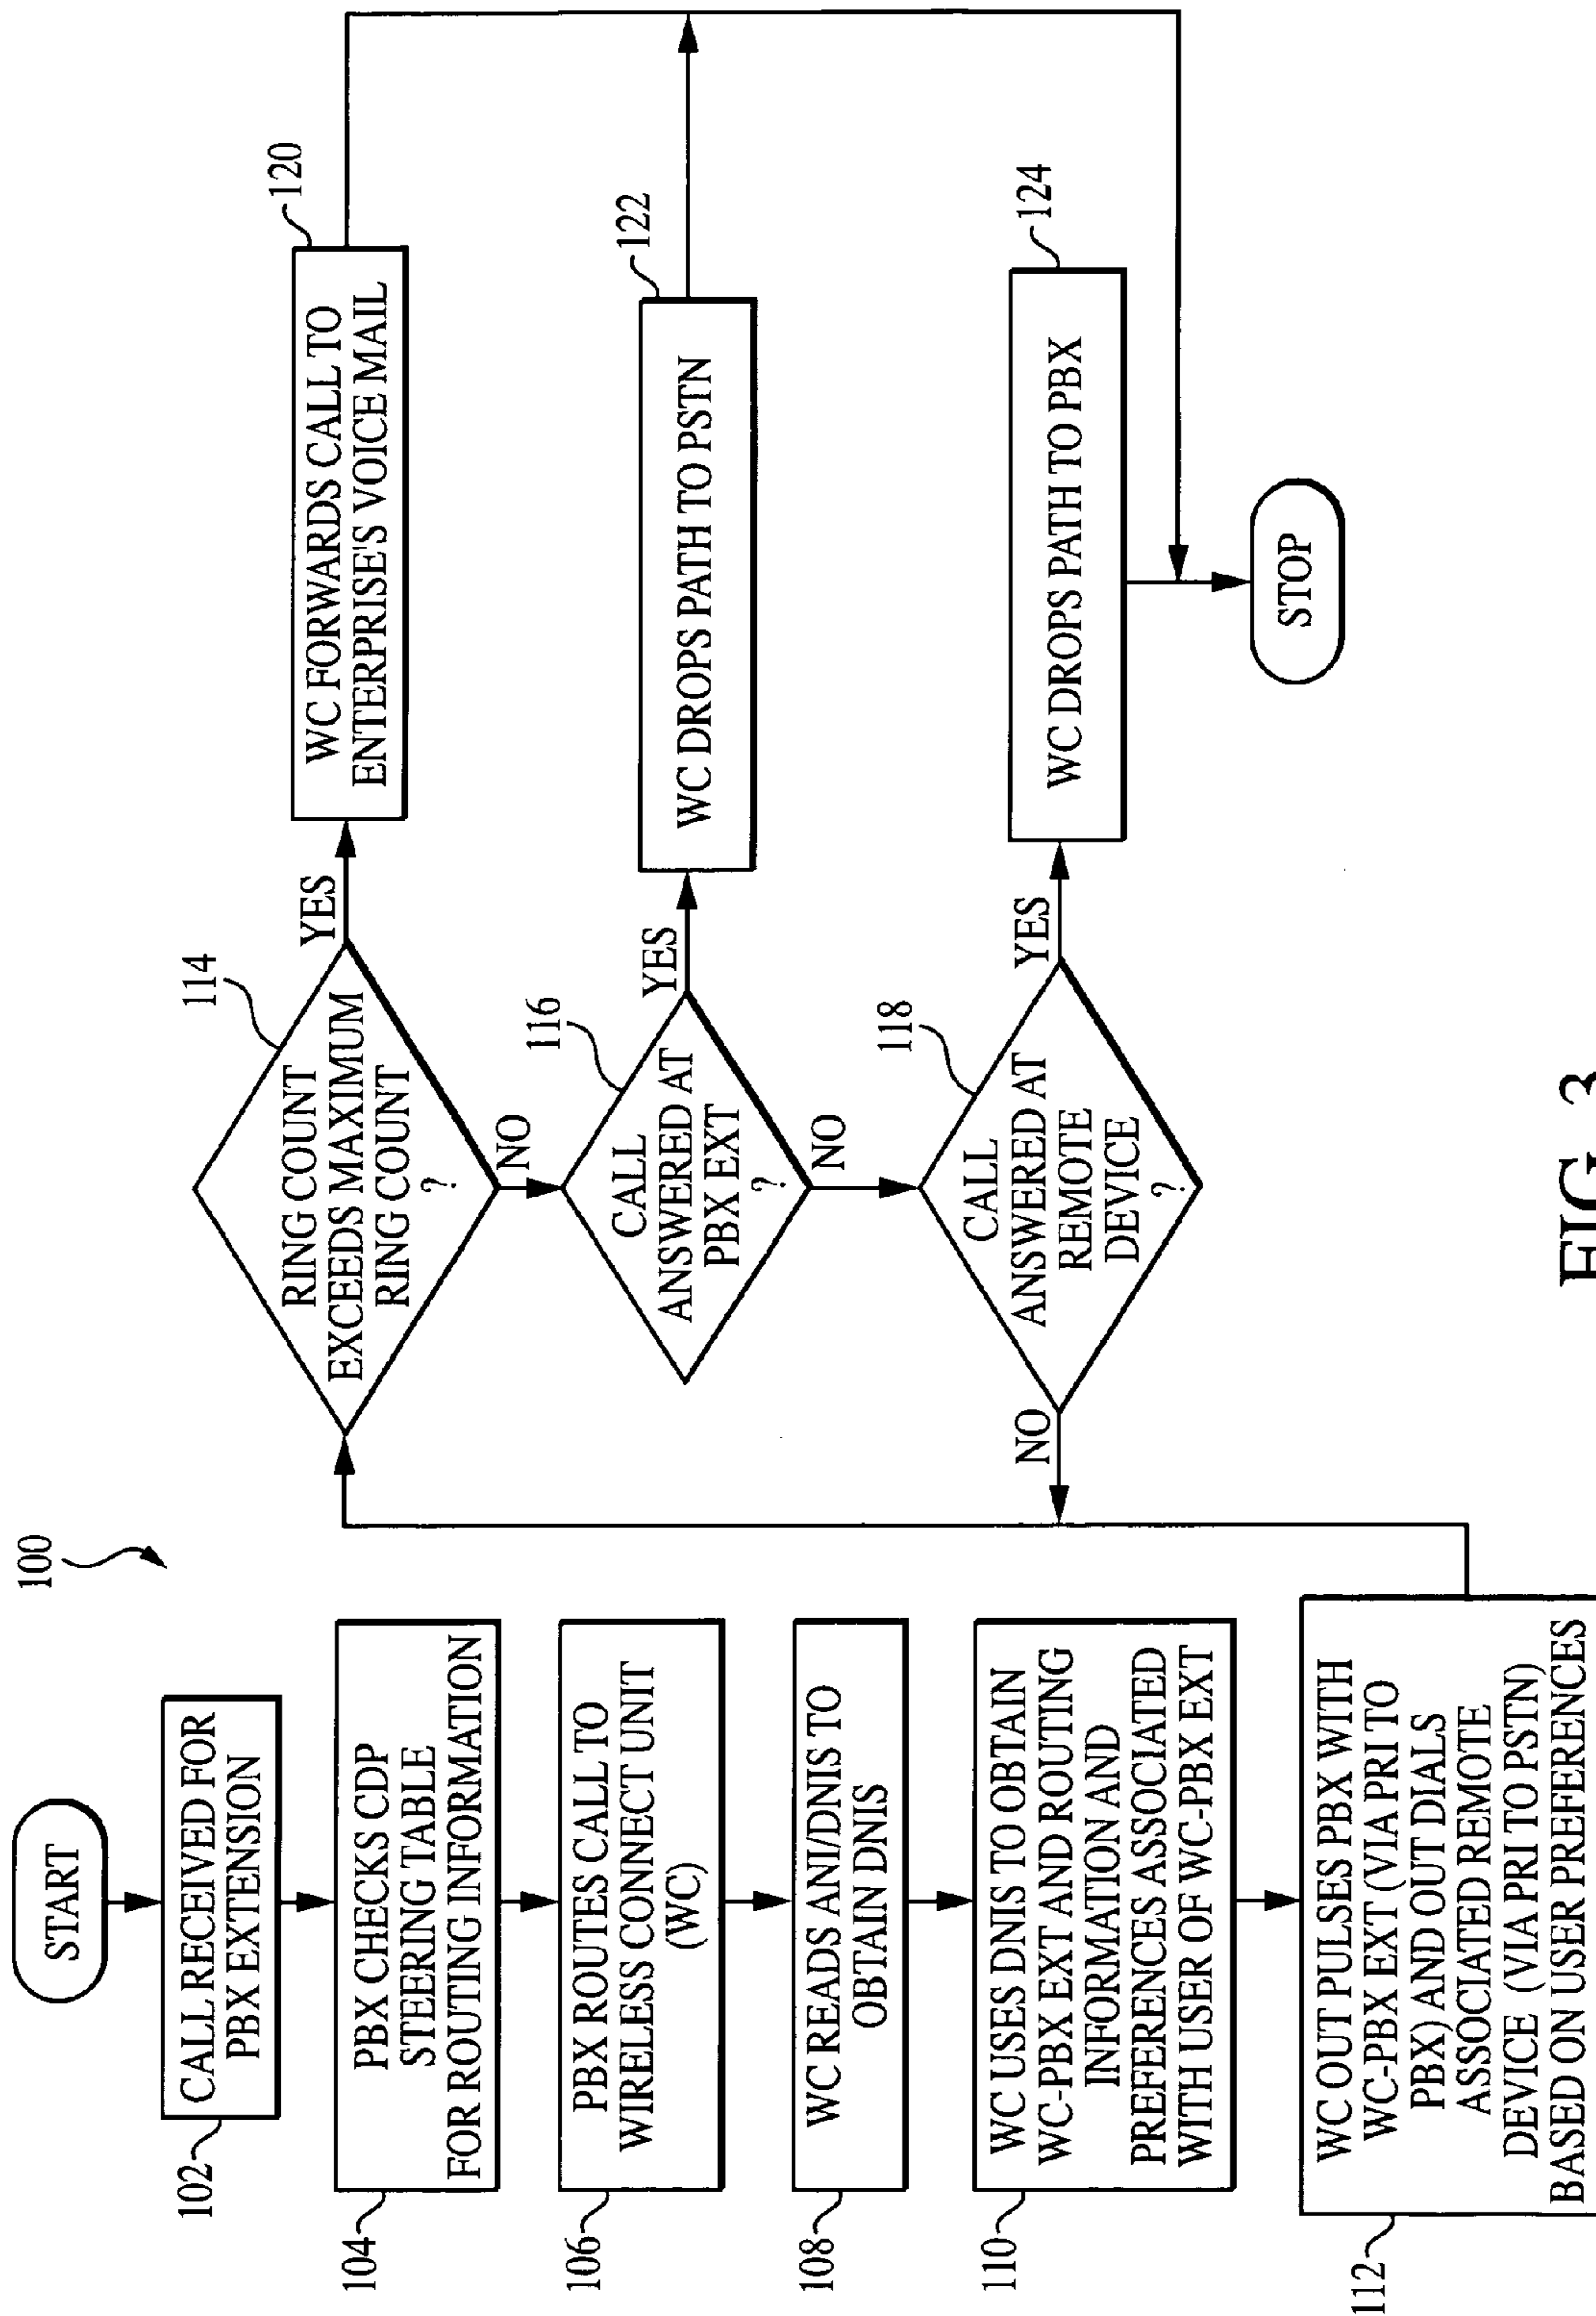 100
START
CALL RECEIVED FOR
PBX EXTENSION
102
PBX CHECKS CDP
STEERING TABLE
FOR ROUTING INFORMATION
104
PBX ROUTES CALL TO
WIRELESS CONNECT UNIT
(WC)
106
WC READS ANI/DNIS TO
OBTAIN DNIS
108
WC USES DNIS TO OBTAIN
WC-PBX EXT AND ROUTING
INFORMATION AND
PREFERENCES ASSOCIATED
WITH USER OF WC-PBX EXT
110
WC OUT PULSES PBX WITH
WC-PBX EXT (VIA PRI TO
PBX) AND OUT DIALS
ASSOCIATED REMOTE
DEVICE (VIA PRI TO PSTN)
BASED ON USER PREFERENCES
112
114
RING COUNT
EXCEEDS MAXIMUM
RING COUNT
?
YES
NO
120
WC FORWARDS CALL TO
ENTERPRISE'S VOICE MAIL
116
CALL
ANSWERED AT
PBX EXT
?
YES
NO
122
WC DROPS PATH TO PSTN
118
CALL
ANSWERED AT
REMOTE
DEVICE
?
YES
NO
124
WC DROPS PATH TO PBX
STOP
FIG. 3